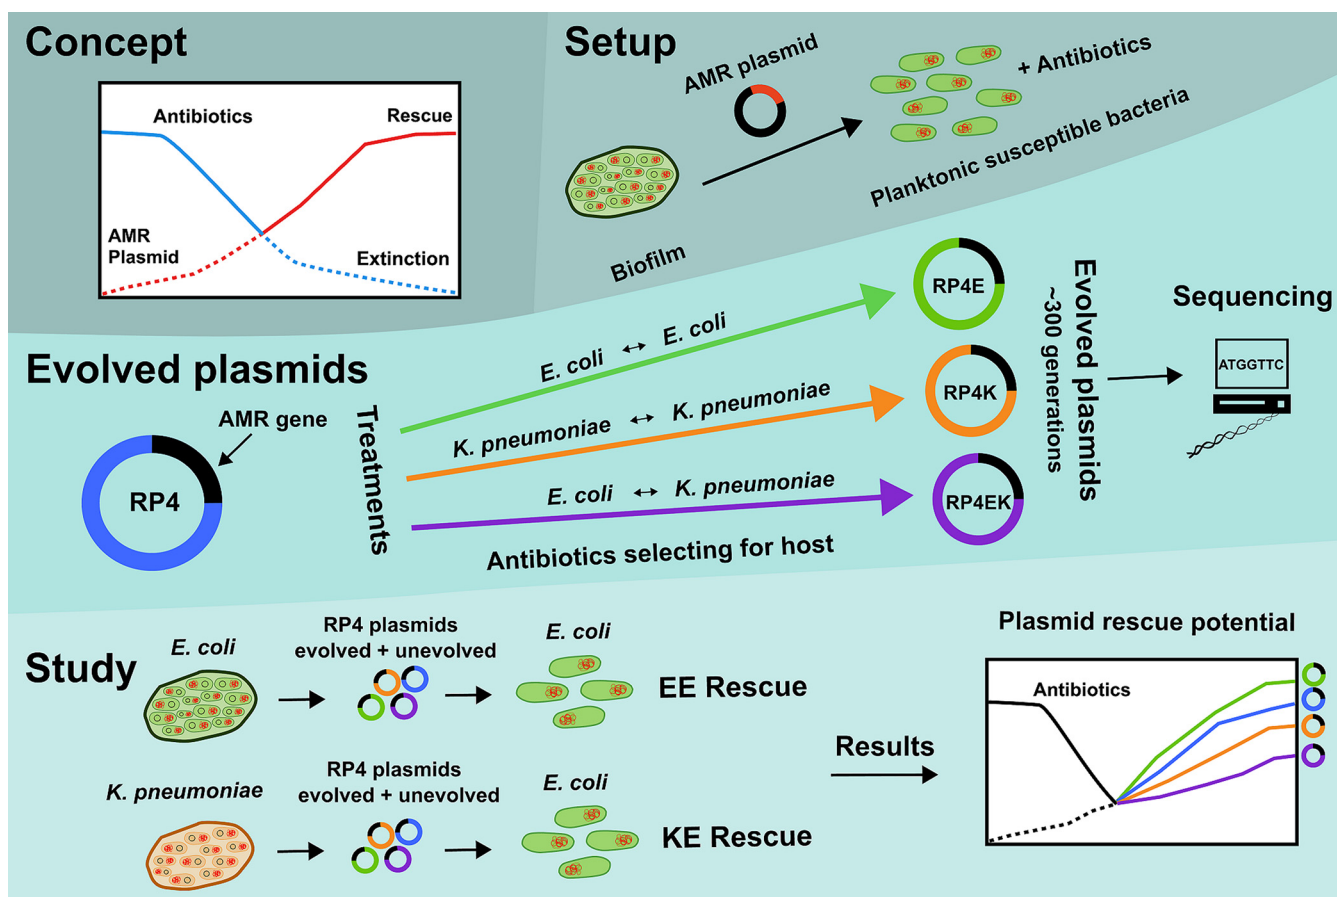 Concept
Antibiotics
Rescue
AMR
Plasmid
Extinction
Setup
AMR plasmid
+ Antibiotics
Planktonic susceptible bacteria
Biofilm
Evolved plasmids
AMR gene
RP4
Treatments
E. coli ↔ E. coli
K. pneumoniae ↔ K. pneumoniae
E. coli ↔ K. pneumoniae
Antibiotics selecting for host
RP4E
RP4K
RP4EK
Evolved plasmids
~300 generations
Sequencing
ATGGTTC
Study
E. coli
RP4 plasmids
evolved + unevolved
E. coli
EE Rescue
K. pneumoniae
RP4 plasmids
evolved + unevolved
E. coli
KE Rescue
Results
Plasmid rescue potential
Antibiotics